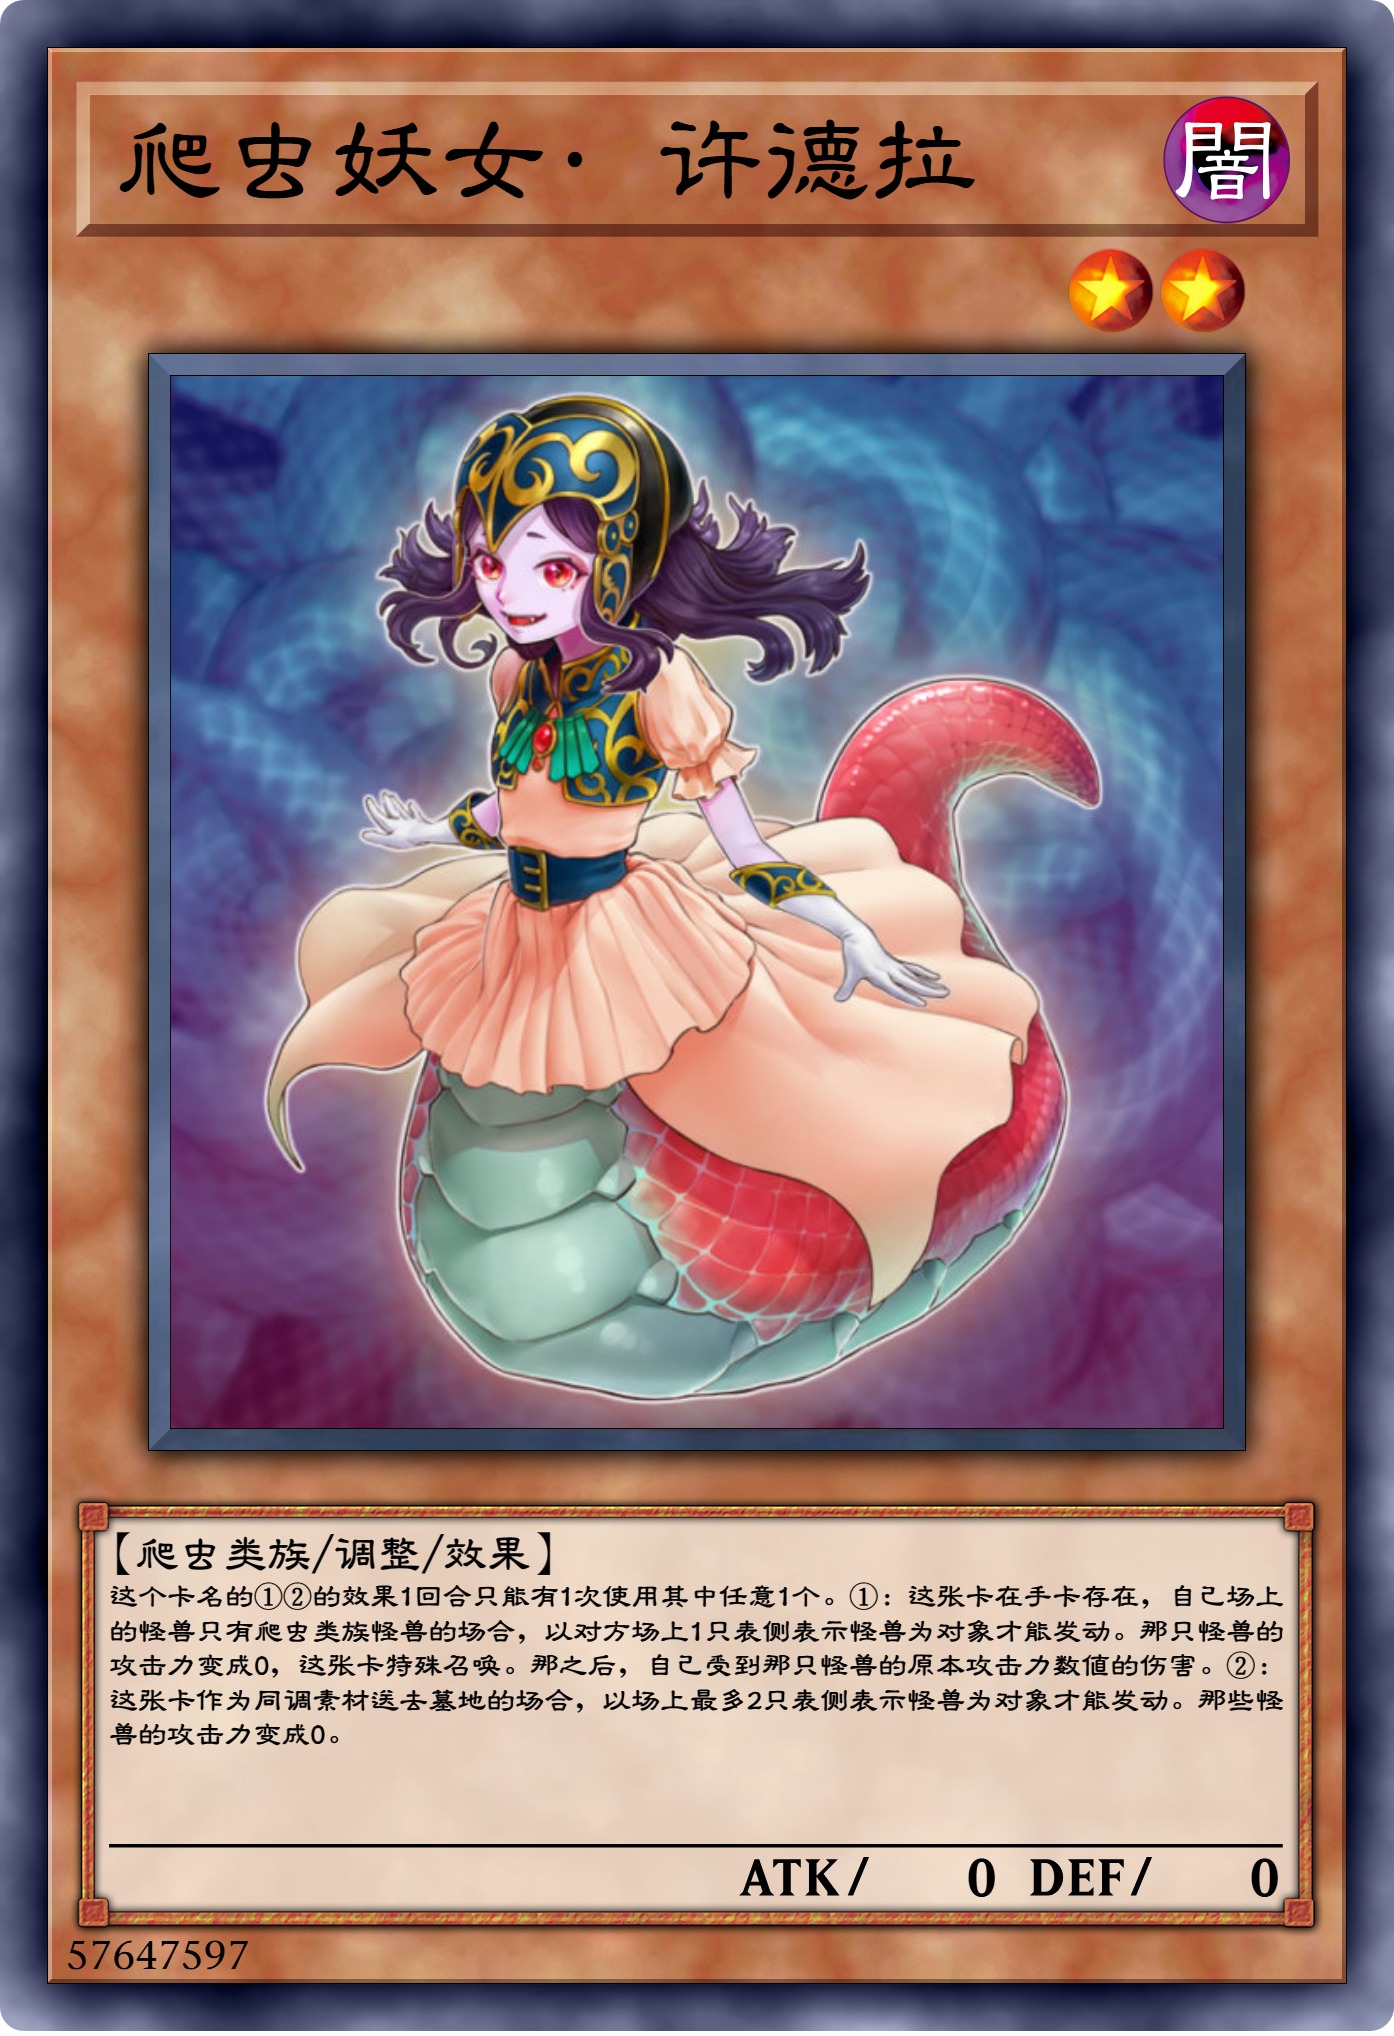 爬虫妖女·许德拉
闇
【爬虫类族/调整/效果】
这个卡名的①②的效果1回合只能有1次使用其中任意1个。①：这张卡在手卡存在，自己场上
的怪兽只有爬虫类族怪兽的场合，以对方场上1只表侧表示怪兽为对象才能发动。那只怪兽的
攻击力变成0，这张卡特殊召唤。那之后，自己受到那只怪兽的原本攻击力数值的伤害。②：
这张卡作为同调素材送去墓地的场合，以场上最多2只表侧表示怪兽为对象才能发动。那些怪
兽的攻击力变成0。
ATK/ 0 DEF/ 0
57647597